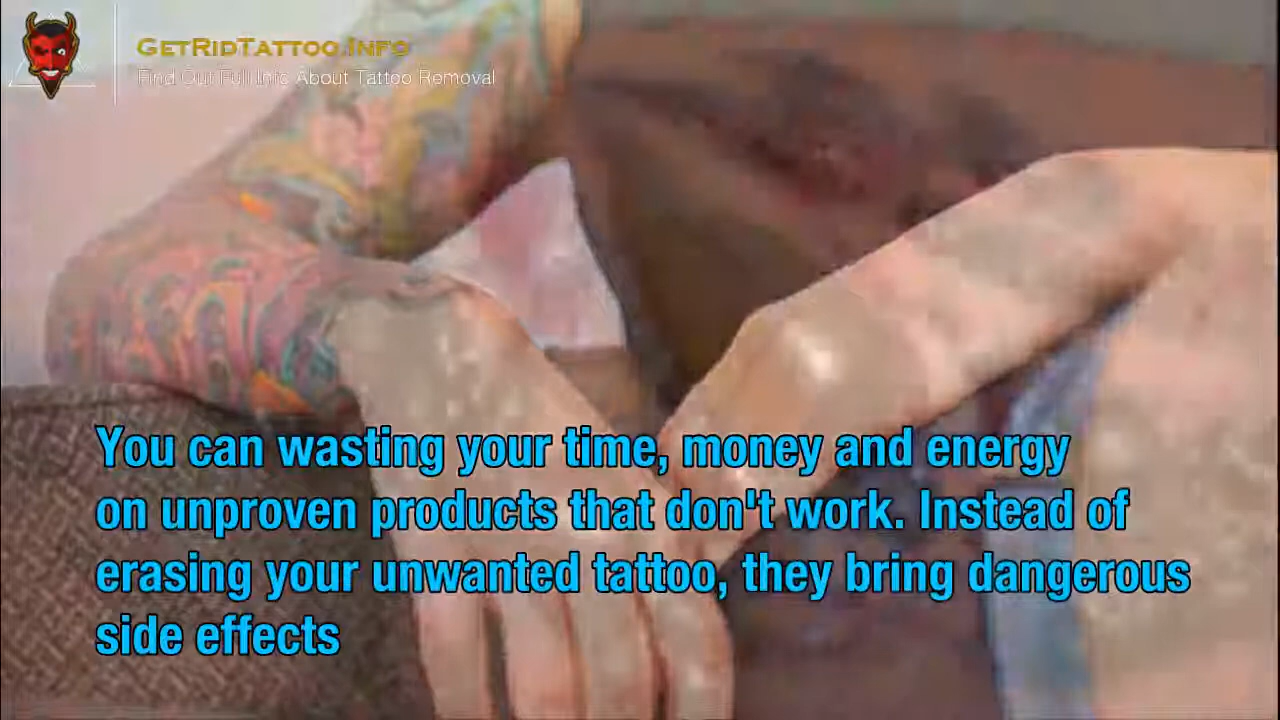 GetRidTattoo.Info
Find Out Full Info About Tattoo Removal
You can wasting your time, money and energy
on unproven products that don't work. Instead of
erasing your unwanted tattoo, they bring dangerous
side effects